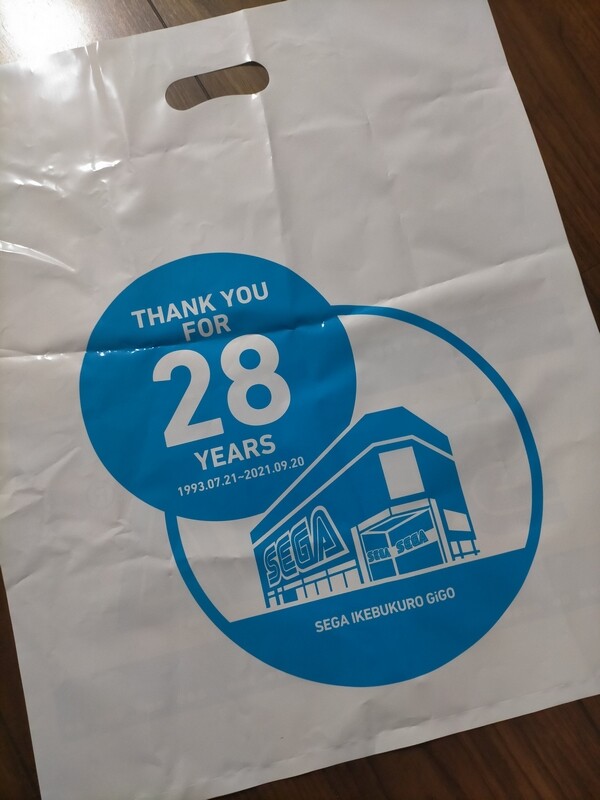 THANK YOU
FOR
28
YEARS
1993.07.21~2021.09.20
SEGA
SEGA SEGA
SEGA IKEBUKURO GiGO